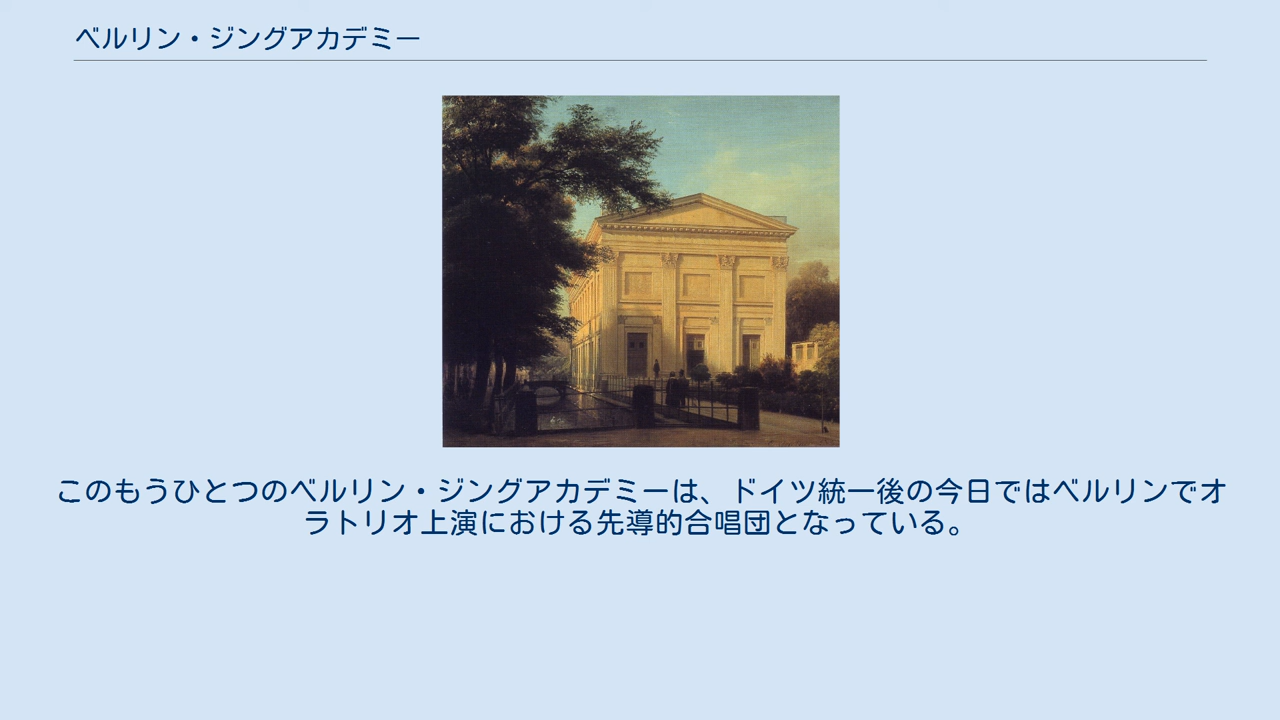 ベルリン・ジングアカデミー
このもうひとつのベルリン・ジングアカデミーは、ドイツ統一後の今日ではベルリンでオ
ラトリオ上演における先導的合唱団となっている。